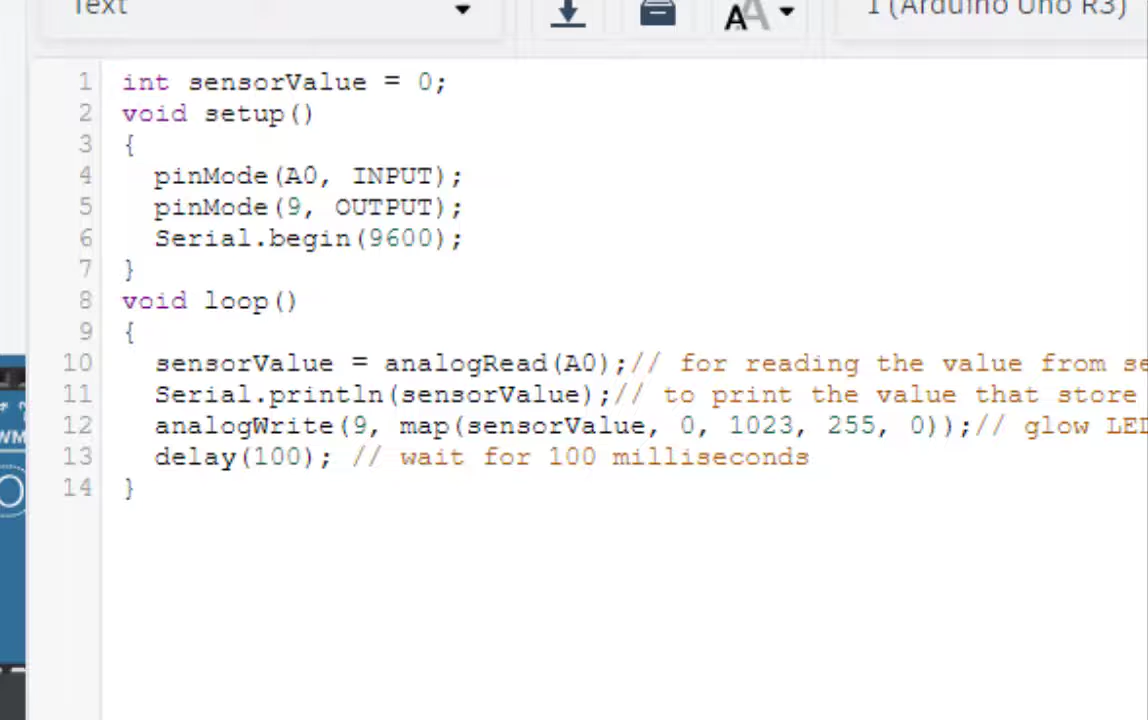 Text
1 (Arduino Uno R3)
1 int sensorValue = 0;
2 void setup()
3 {
4 pinMode(A0, INPUT);
5 pinMode(9, OUTPUT);
6 Serial.begin(9600);
7 }
8 void loop()
9 {
10 sensorValue = analogRead(A0);// for reading the value from se
11 Serial.println(sensorValue);// to print the value that store
12 analogWrite(9, map(sensorValue, 0, 1023, 255, 0));// glow LED
13 delay(100); // wait for 100 milliseconds
14 }